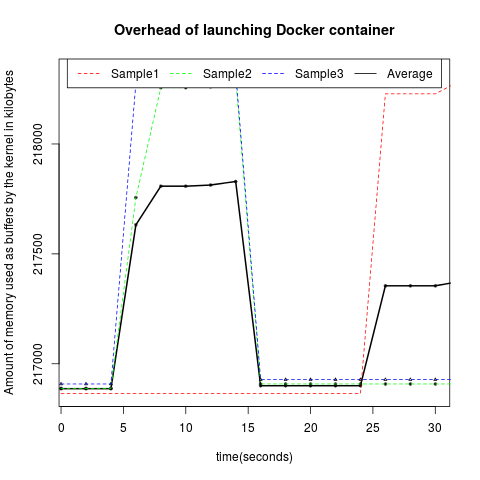 Overhead of launching Docker container
Sample1 Sample2 Sample3 Average
Amount of memory used as buffers by the kernel in kilobytes
218000
217500
217000
0 5 10 15 20 25 30
time(seconds)